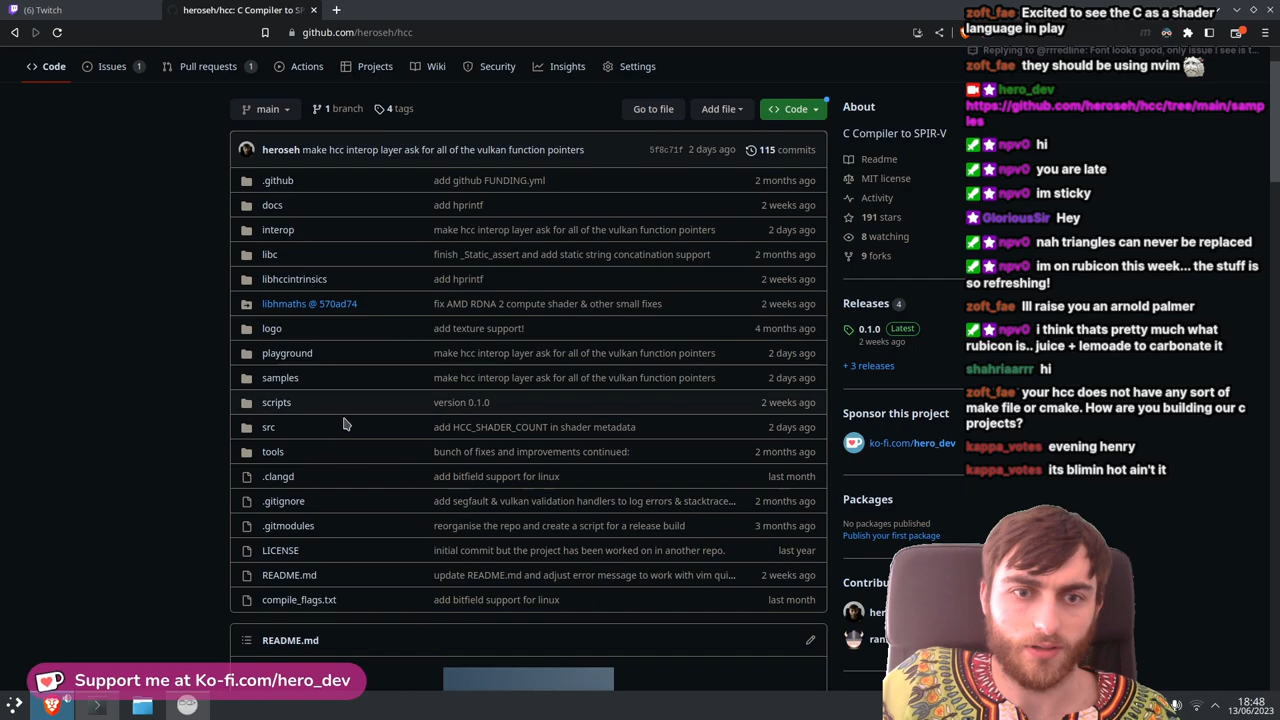 Twitch
heroseh/hcc: C Compiler to SP
github.
heroseh/hcc
Code
Issues 1
Pull requests 1
Actions
Projects
Wiki
Security
Insights
Settings
main
1 branch
4 tags
Go to file
Add file
Code
heroseh make hcc interop layer ask for all of the vulkan function pointers
5f8c71f 2 days ago
115 commits
.github add github FUNDING.yml 2 months ago
add hprintf 2 weeks ago
interop make hcc interop layer ask for all of the vulkan function pointers 2 days ago
libc finish _Static_assert and add static string concatination support 2 months ago
libhccintrinsics add hprintf 2 weeks ago
libhmaths @ 570ad74 fix AMD RDNA 2 compute shader & other small fixes 2 weeks ago
logo add texture support! 4 months ago
playground make hcc interop layer ask for all of the vulkan function pointers 2 days ago
samples make hcc interop layer ask for all of the vulkan function pointers 2 days ago
scripts version 0.1.0 2 weeks ago
src add HCC_SHADER_COUNT in shader metadata 2 days ago
tools bunch of fixes and improvements continued: 2 months ago
.clangd add bitfield support for linux last month
.gitignore add segfault & vulkan validation handlers to log errors & stacktrace... 2 months ago
.gitmodules reorganise the repo and create a script for a release build 3 months ago
LICENSE initial commit but the project has been worked on in another repo. last year
README.md update README.md and adjust error message to work with vim qui... 2 weeks ago
compile_flags.txt add bitfield support for linux last month
README.md
About
C Compiler to SPIR-V
Readme
MIT license
Activity
191 stars
8 watching
9 forks
Releases 4
0.1.0 Latest
2 weeks ago
+ 3 releases
Sponsor this project
ko-fi.com/hero_dev
Packages
No packages published
Publish your first package
Contribu
her
ran
zoft_fae Excited to see the C as a shader
language in play
Replying to @rrredline: Font looks good, only issue I see is t...
zoft_fae they should be using nvim
hero_dev
https://github.com/heroseh/hcc/tree/main/samp
les
npv0 hi
npv0 you are late
npv0 im sticky
GloriousSir Hey
npv0 nah triangles can never be replaced
npv0 im on rubicon this week... the stuff is
so refreshing!
zoft_fae Ill raise you an arnold palmer
npv0 i think thats pretty much what
rubicon is.. juice + lemoade to carbonate it
shahriaarrr hi
zoft_fae your hcc does not have any sort of
make file or cmake. How are you building our c
projects?
kappa_votes evening henry
kappa_votes its blimin hot ain't it
Support me at Ko-fi.com/hero_dev
18:48
13/06/2023